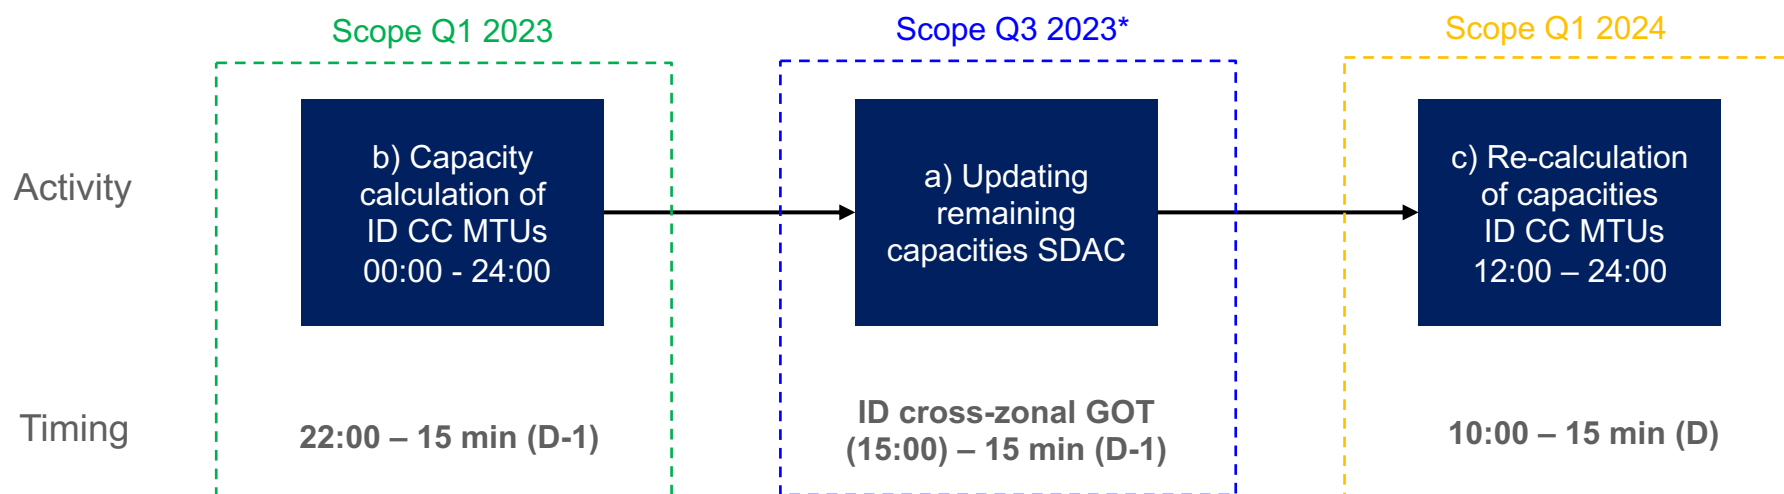 Scope Q1 2023
Scope Q3 2023*
Scope Q1 2024
Activity
b) Capacity
calculation of
ID CC MTUs
00:00 - 24:00
a) Updating
remaining
capacities SDAC
c) Re-calculation
of capacities
ID CC MTUs
12:00 – 24:00
Timing
22:00 – 15 min (D-1)
ID cross-zonal GOT
(15:00) – 15 min (D-1)
10:00 – 15 min (D)